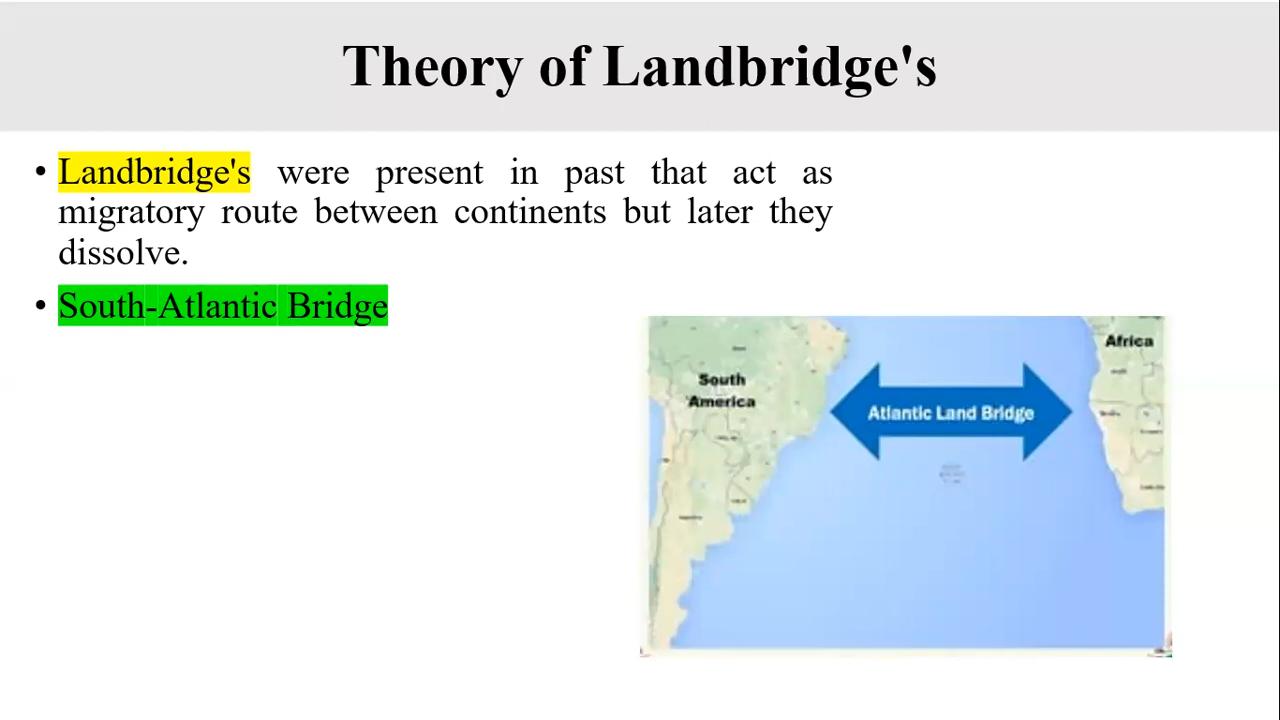 Theory of Landbridge's
• Landbridge's were present in past that act as
migratory route between continents but later they
dissolve.
• South-Atlantic Bridge
Africa
South
America
Atlantic Land Bridge